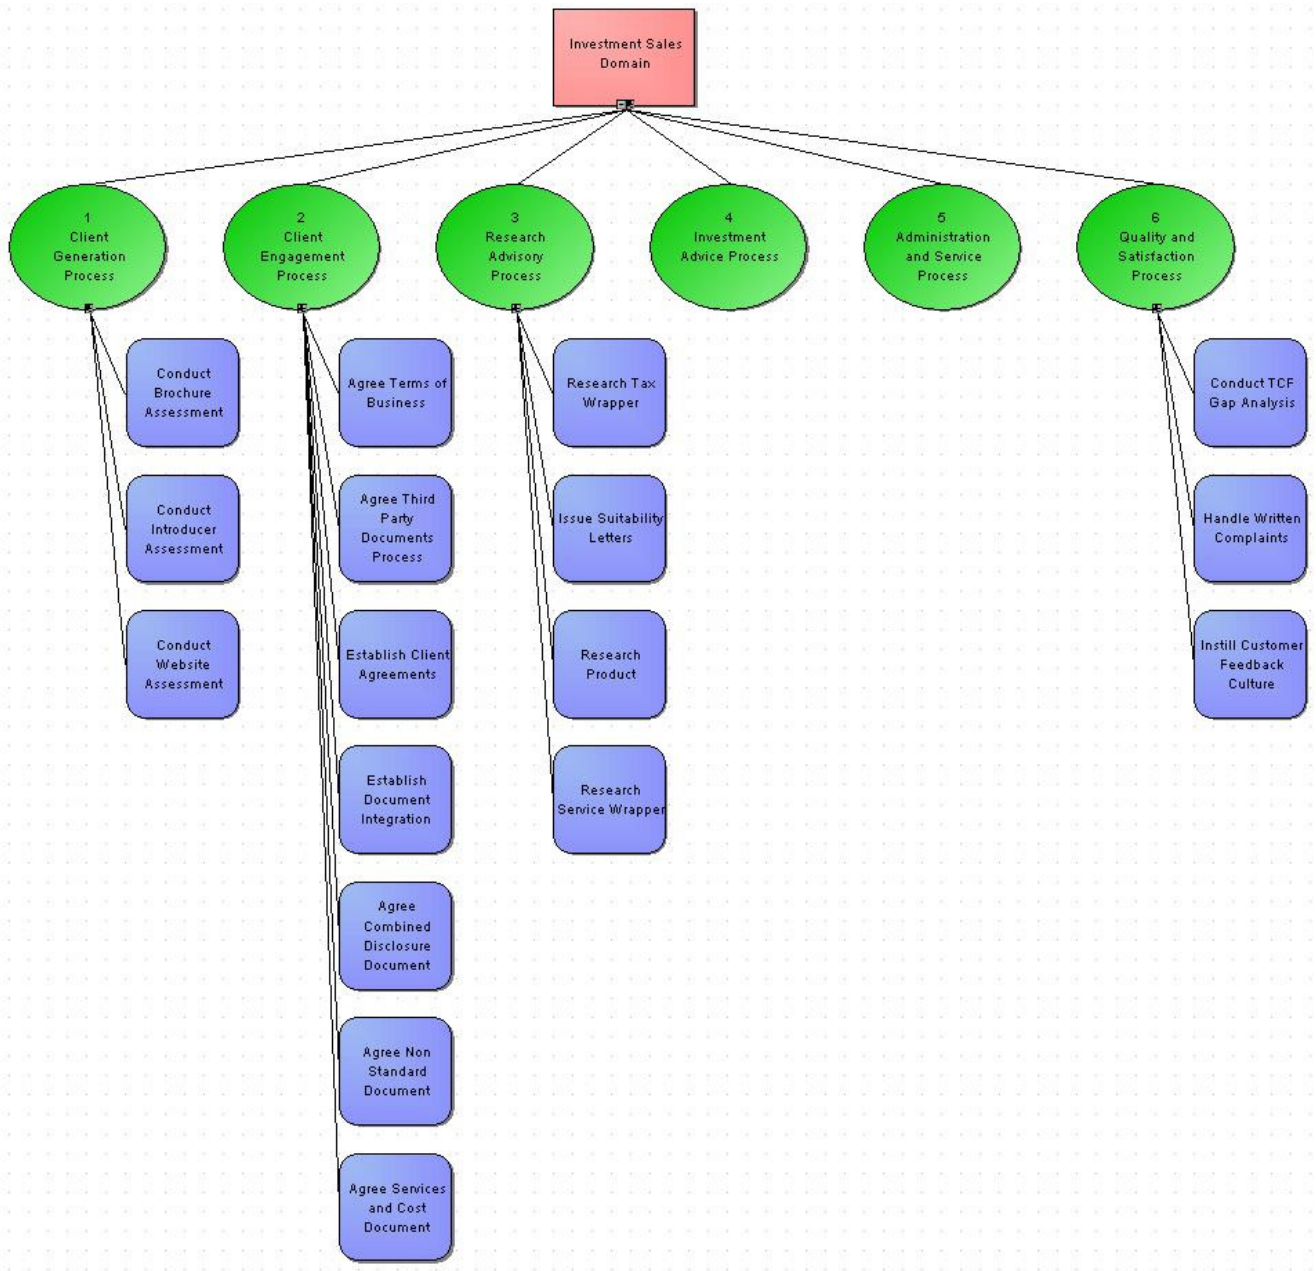 Investment Sales
Domain
1
Client
Generation
Process
2
Client
Engagement
Process
3
Research
Advisory
Process
4
Investment
Advice Process
5
Administration
and Service
Process
6
Quality and
Satisfaction
Process
Conduct
Brochure
Assessment
Conduct
Introducer
Assessment
Conduct
Website
Assessment
Agree Terms of
Business
Agree Third
Party
Documents
Process
Establish Client
Agreements
Establish
Document
Integration
Agree
Combined
Disclosure
Document
Agree Non
Standard
Document
Agree Services
and Cost
Document
Research Tax
Wrapper
Issue Suitability
Letters
Research
Product
Research
Service Wrapper
Conduct TCF
Gap Analysis
Handle Written
Complaints
Instill Customer
Feedback
Culture